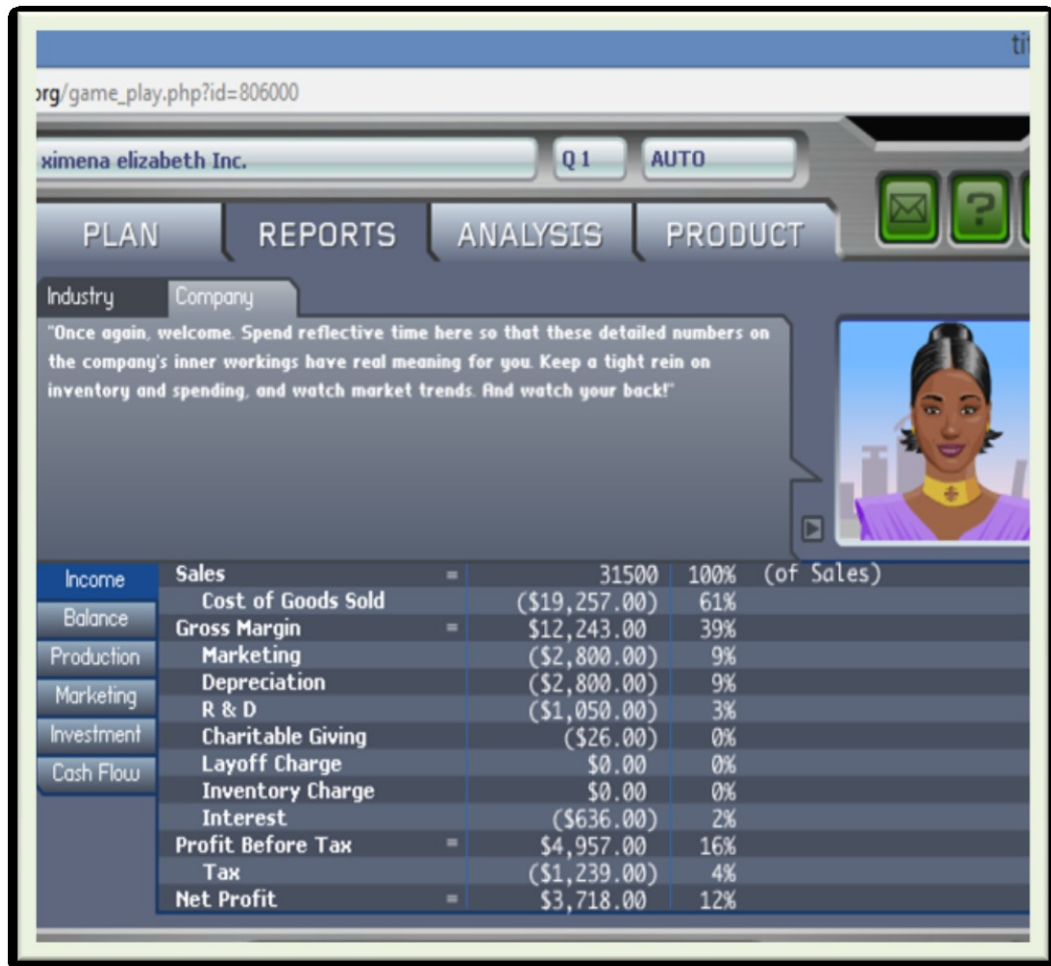 ti
org/game_play.php?id=806000
ximena elizabeth Inc. Q 1 AUTO
PLAN REPORTS ANALYSIS PRODUCT
?
Industry Company
"Once again, welcome. Spend reflective time here so that these detailed numbers on
the company's inner workings have real meaning for you. Keep a tight rein on
inventory and spending, and watch market trends. And watch your back!"
Income
Balance
Production
Marketing
Investment
Cash Flow
Sales = 31500 100% (of Sales)
Cost of Goods Sold ($19,257.00) 61%
Gross Margin = $12,243.00 39%
Marketing ($2,800.00) 9%
Depreciation ($2,800.00) 9%
R & D ($1,050.00) 3%
Charitable Giving ($26.00) 0%
Layoff Charge $0.00 0%
Inventory Charge $0.00 0%
Interest ($636.00) 2%
Profit Before Tax = $4,957.00 16%
Tax ($1,239.00) 4%
Net Profit = $3,718.00 12%